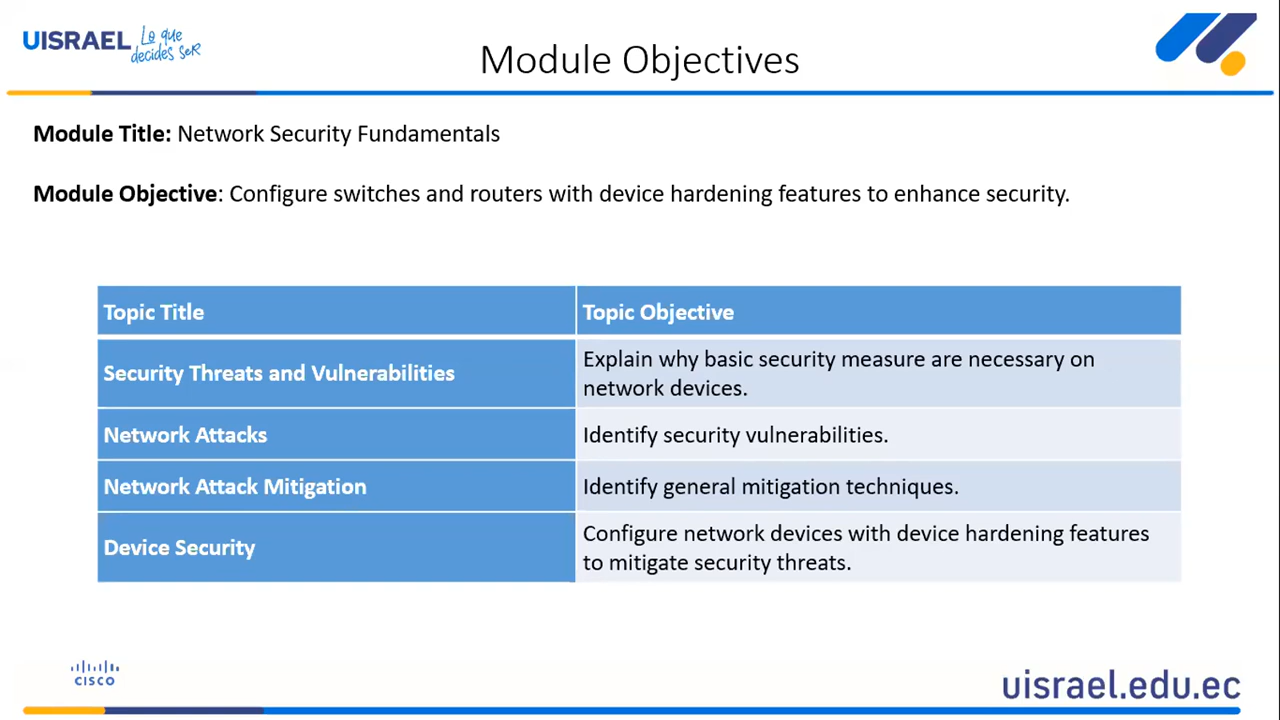 UISRAEL Lo que
decides seR
Module Objectives
Module Title: Network Security Fundamentals
Module Objective: Configure switches and routers with device hardening features to enhance security.
Topic Title
Topic Objective
Security Threats and Vulnerabilities
Explain why basic security measure are necessary on
network devices.
Network Attacks
Identify security vulnerabilities.
Network Attack Mitigation
Identify general mitigation techniques.
Device Security
Configure network devices with device hardening features
to mitigate security threats.
CISCO
uisrael.edu.ec